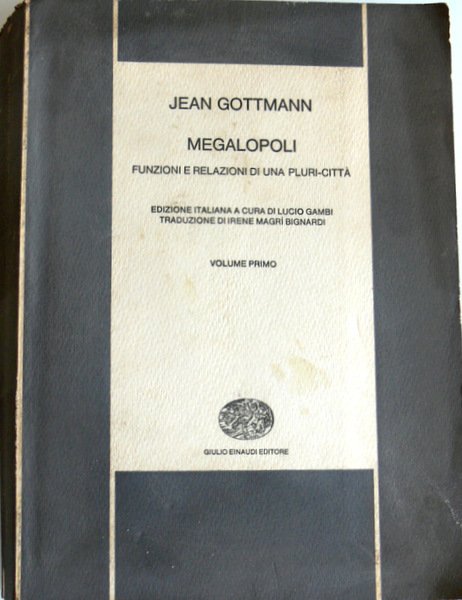 JEAN GOTTMANN
MEGALOPOLI
FUNZIONI E RELAZIONI DI UNA PLURI-CITTÀ
EDIZIONE ITALIANA A CURA DI LUCIO GAMBI
TRADUZIONE DI IRENE MAGRÍ BIGNARDI
VOLUME PRIMO
GIULIO EINAUDI EDITORE